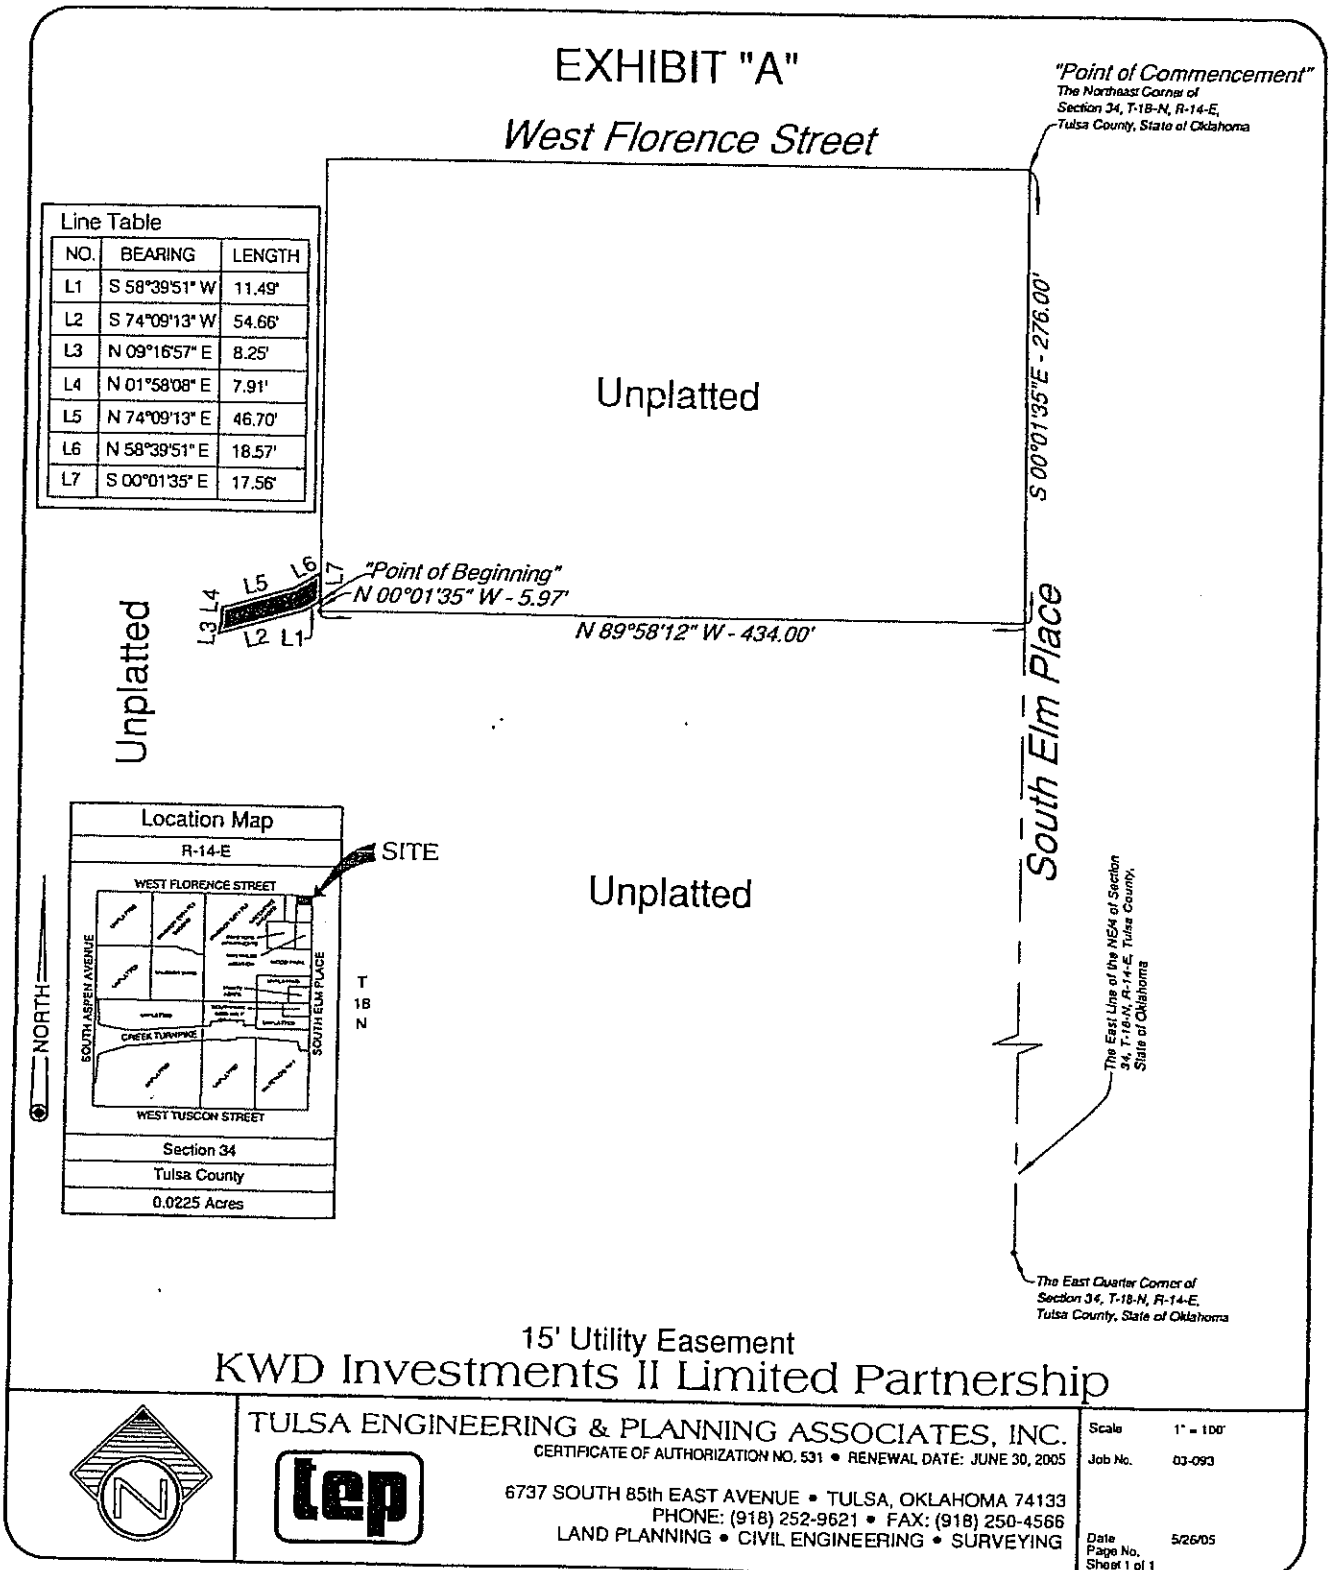 EXHIBIT "A"
"Point of Commencement"
The Northeast Corner of
Section 34, T-18-N, R-14-E,
Tulsa County, State of Oklahoma
West Florence Street
Line Table
NO. BEARING LENGTH
L1 S 58°39'51" W 11.49'
L2 S 74°09'13" W 54.66'
L3 N 09°16'57" E 8.25'
L4 N 01°58'08" E 7.91'
L5 N 74°09'13" E 46.70'
L6 N 58°39'51" E 18.57'
L7 S 00°01'35" E 17.56'
S 00°01'35"E - 276.00'
Unplatted
L3 L4 L5 L6 L7
L2 L1
"Point of Beginning"
N 00°01'35" W - 5.97'
N 89°58'12" W - 434.00'
Unplatted
South Elm Place
Location Map
R-14-E
SITE
WEST FLORENCE STREET
SOUTH ASPEN AVENUE
SOUTH ELM PLACE
UNPLATTED
UNPLATTED
UNPLATTED
UNPLATTED
CREEK TURNPIKE
UNPLATTED
UNPLATTED
WEST TUSCON STREET
T
18
N
NORTH
Section 34
Tulsa County
0.0225 Acres
Unplatted
The East Line of the NE/4 of Section
34, T-18-N, R-14-E, Tulsa County,
State of Oklahoma
The East Quarter Corner of
Section 34, T-18-N, R-14-E,
Tulsa County, State of Oklahoma
15' Utility Easement
KWD Investments II Limited Partnership
N
tep
TULSA ENGINEERING & PLANNING ASSOCIATES, INC.
CERTIFICATE OF AUTHORIZATION NO. 531 • RENEWAL DATE: JUNE 30, 2005
6737 SOUTH 85th EAST AVENUE • TULSA, OKLAHOMA 74133
PHONE: (918) 252-9621 • FAX: (918) 250-4566
LAND PLANNING • CIVIL ENGINEERING • SURVEYING
Scale 1" = 100'
Job No. 03-093
Date 5/26/05
Page No.
Sheet 1 of 1